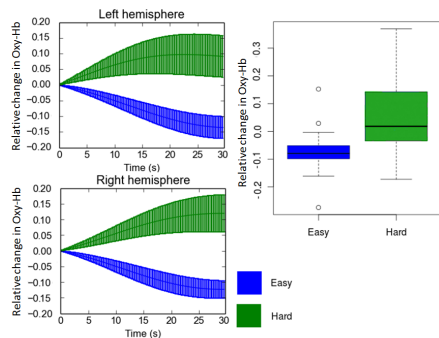 Left hemisphere
Relative change in Oxy-Hb
0.20
0.15
0.10
0.05
0.00
−0.05
−0.10
−0.15
−0.20
0 5 10 15 20 25 30
Time (s)
Right hemisphere
Relative change in Oxy-Hb
0.20
0.15
0.10
0.05
0.00
−0.05
−0.10
−0.15
−0.20
0 5 10 15 20 25 30
Time (s)
Relative change in Oxy-Hb
0.3
0.2
0.1
0.0
-0.1
-0.2
Easy Hard
Easy
Hard